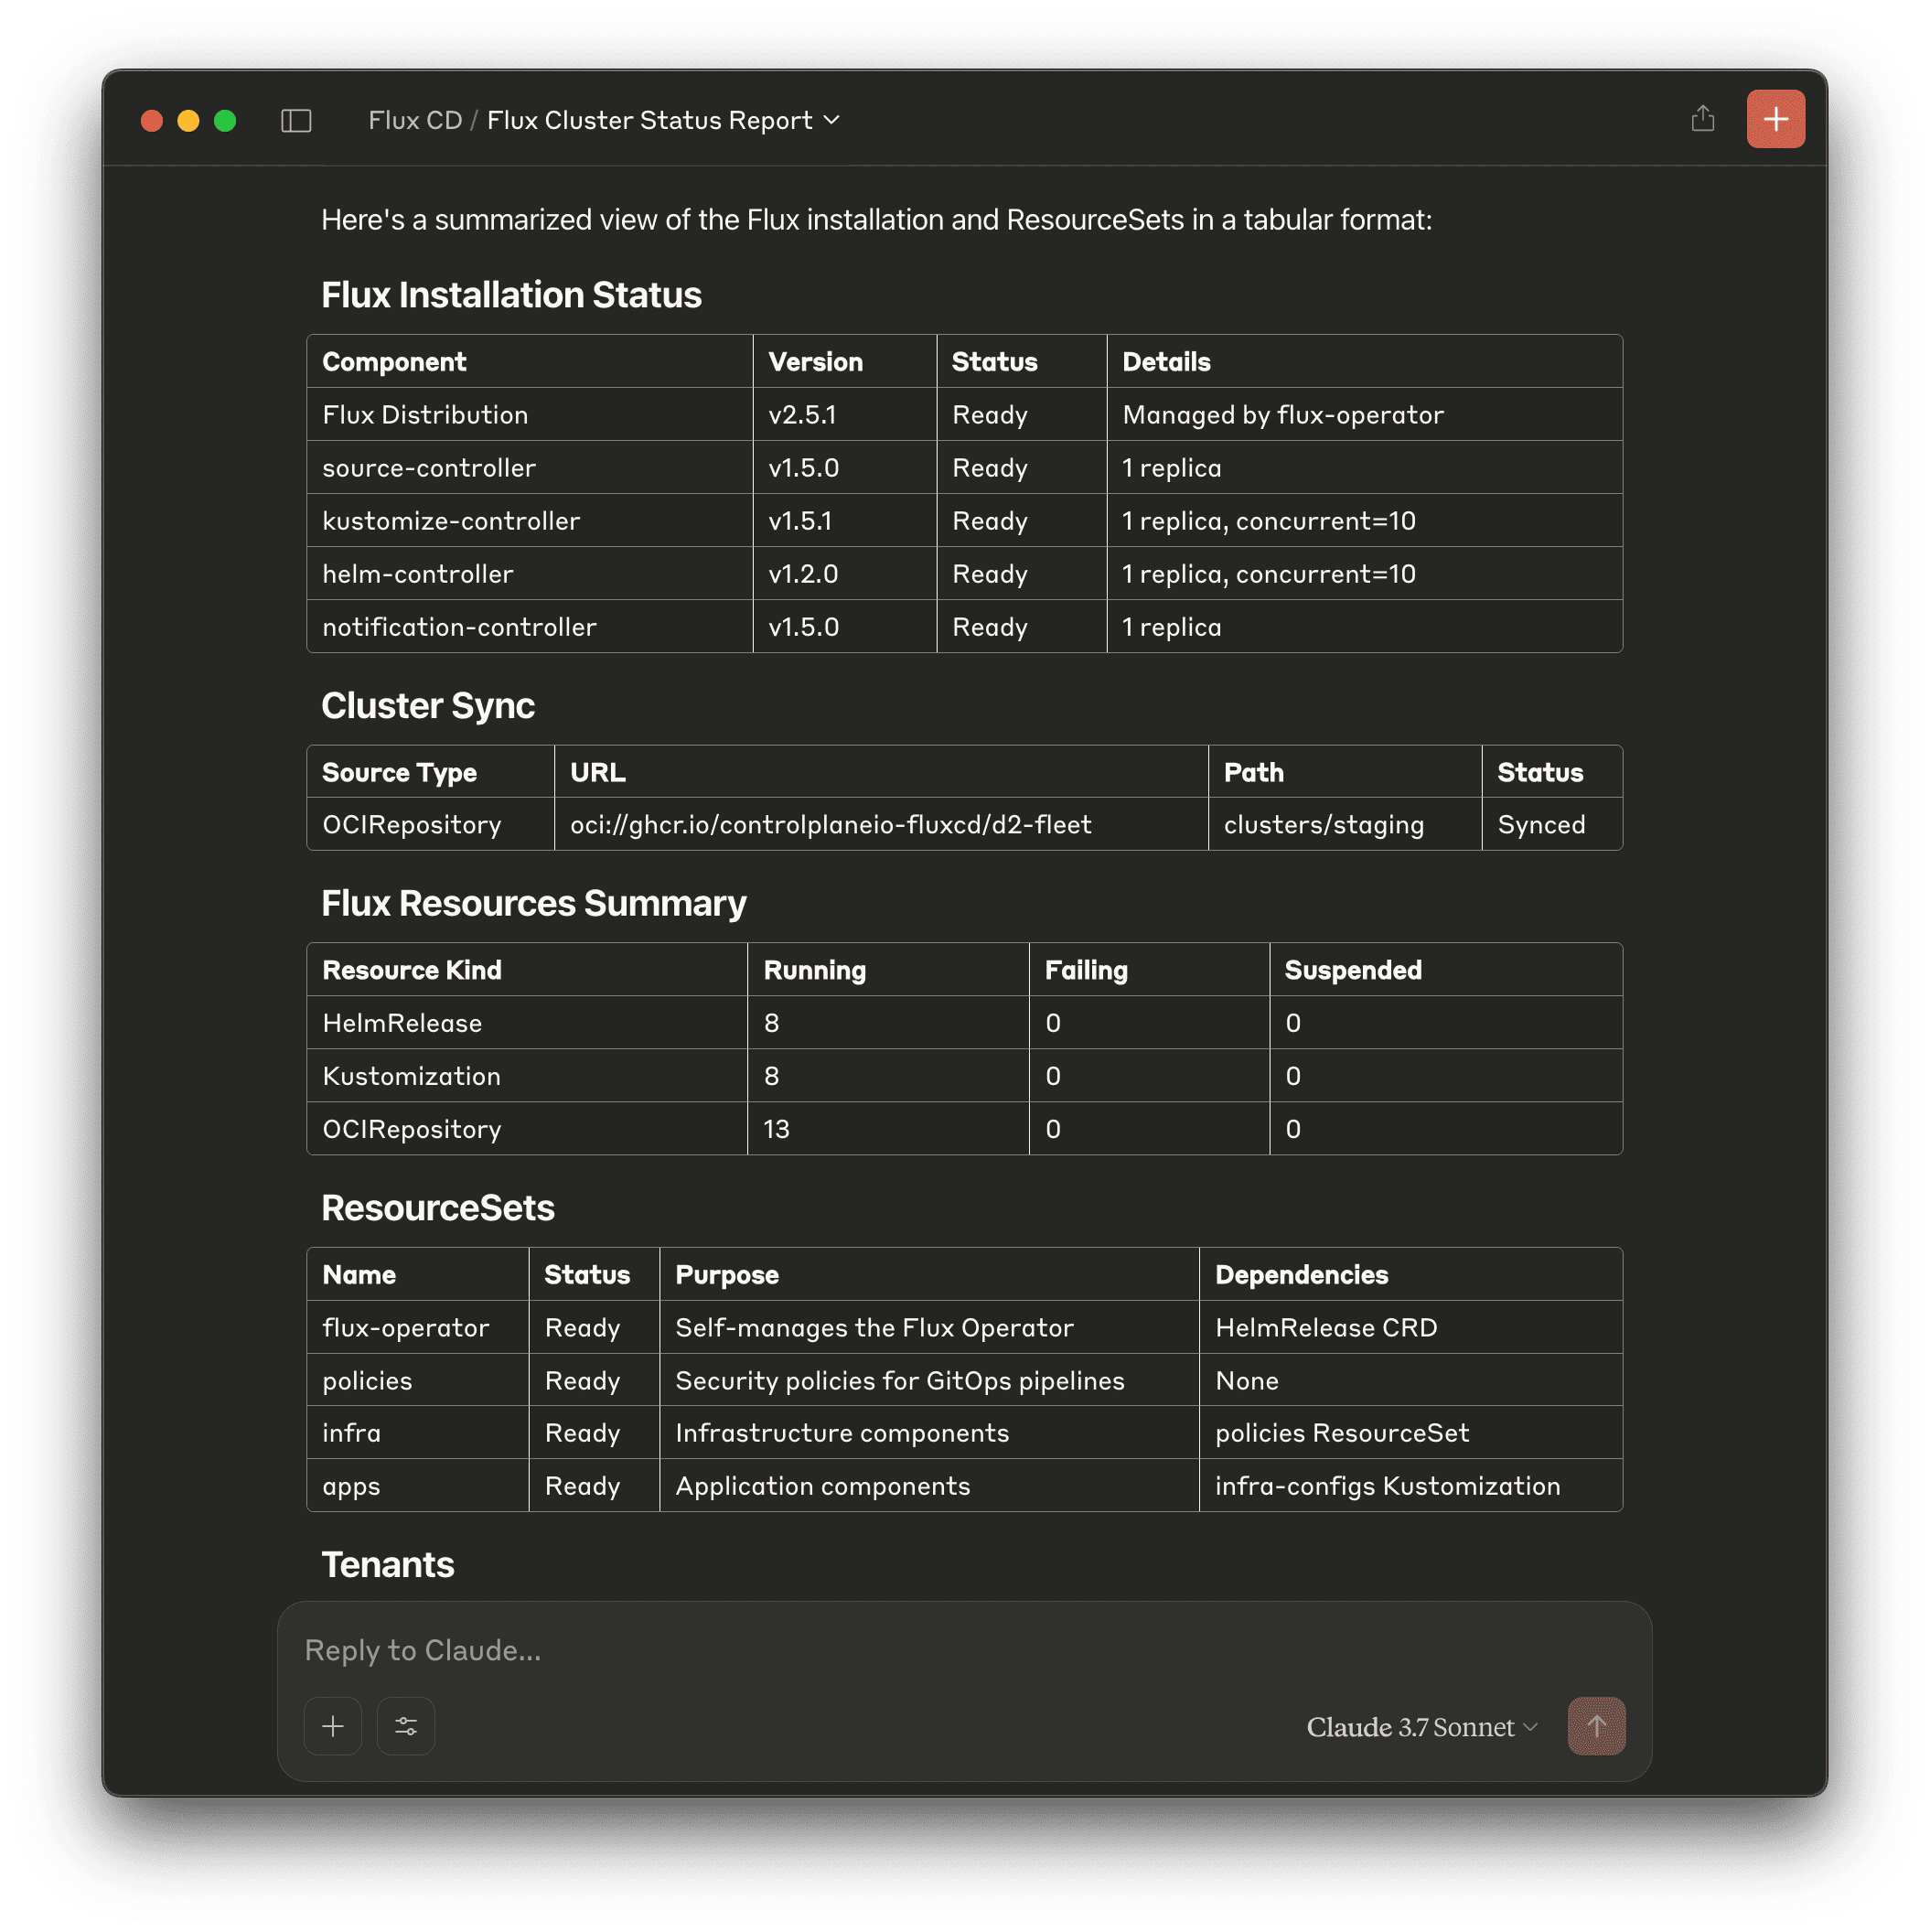 Flux CD / Flux Cluster Status Report
Here's a summarized view of the Flux installation and ResourceSets in a tabular format:
Flux Installation Status
Component Version Status Details
Flux Distribution v2.5.1 Ready Managed by flux-operator
source-controller v1.5.0 Ready 1 replica
kustomize-controller v1.5.1 Ready 1 replica, concurrent=10
helm-controller v1.2.0 Ready 1 replica, concurrent=10
notification-controller v1.5.0 Ready 1 replica
Cluster Sync
Source Type URL Path Status
OCIRepository oci://ghcr.io/controlplaneio-fluxcd/d2-fleet clusters/staging Synced
Flux Resources Summary
Resource Kind Running Failing Suspended
HelmRelease 8 0 0
Kustomization 8 0 0
OCIRepository 13 0 0
ResourceSets
Name Status Purpose Dependencies
flux-operator Ready Self-manages the Flux Operator HelmRelease CRD
policies Ready Security policies for GitOps pipelines None
infra Ready Infrastructure components policies ResourceSet
apps Ready Application components infra-configs Kustomization
Tenants
Reply to Claude...
Claude 3.7 Sonnet